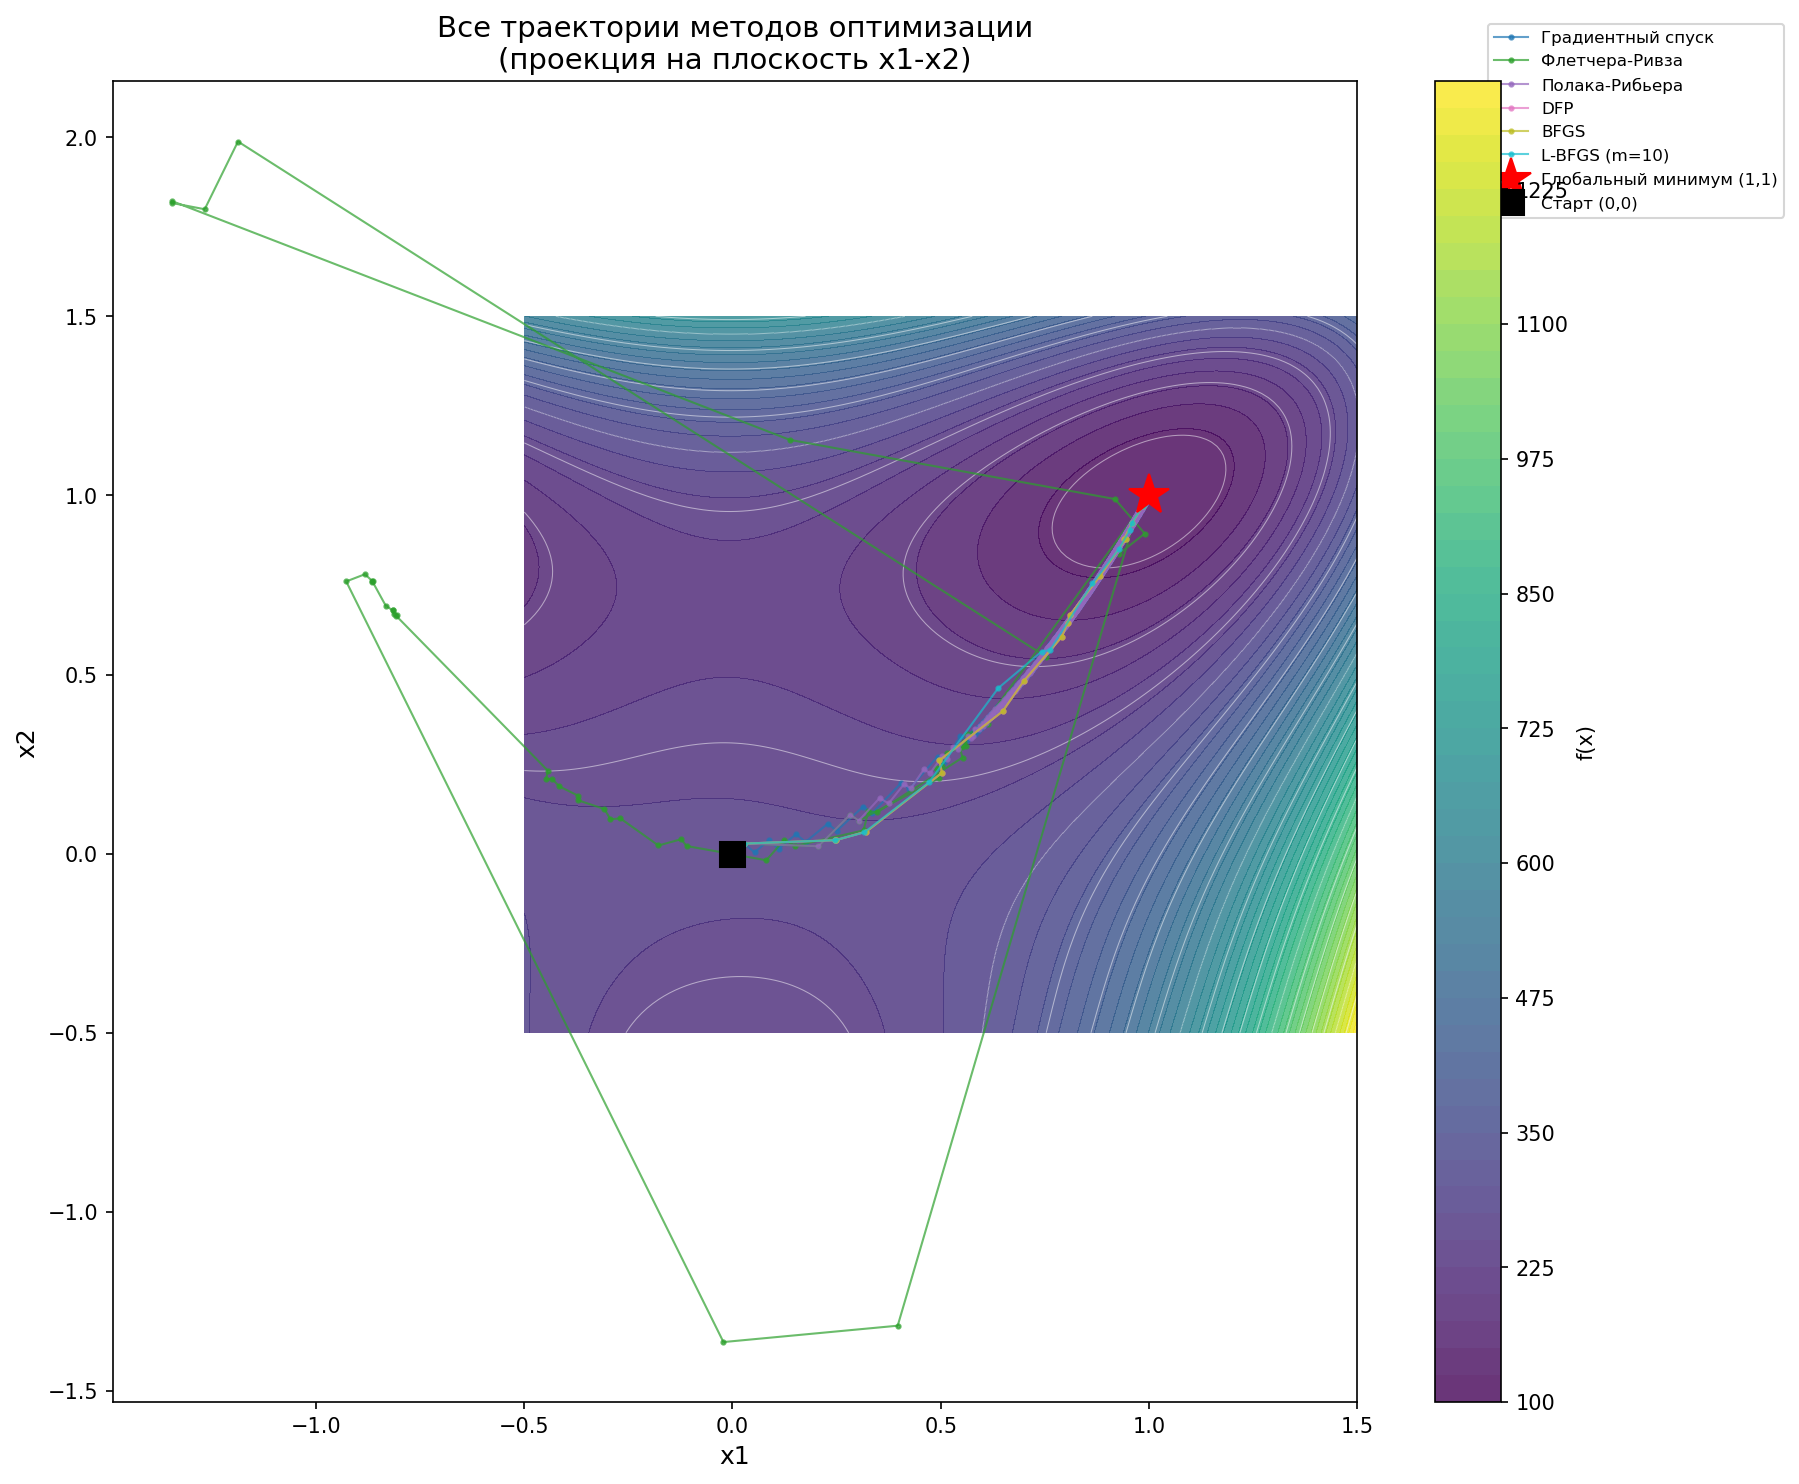 Все траектории методов оптимизации
(проекция на плоскость x1-x2)
Градиентный спуск
Флетчера-Ривза
Полака-Рибьера
DFP
BFGS
L-BFGS (m=10)
Глобальный минимум (1,1)
Старт (0,0)
2.0
1.5
1.0
0.5
0.0
−0.5
−1.0
−1.5
x2
−1.0
−0.5
0.0
0.5
1.0
1.5
x1
1225
1100
975
850
725
600
475
350
225
100
f(x)